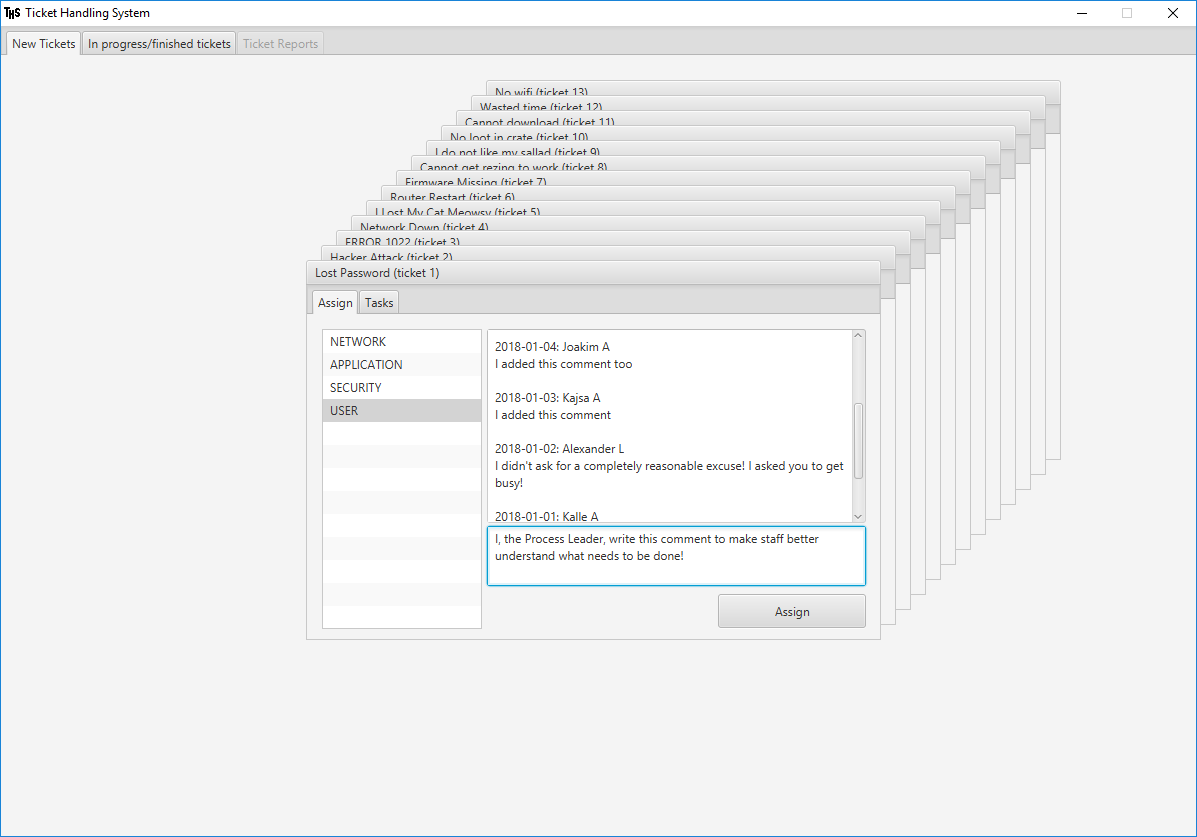 THS Ticket Handling System
New Tickets In progress/finished tickets Ticket Reports
No wifi (ticket 13)
Wasted time (ticket 12)
Cannot download (ticket 11)
No loot in crate (ticket 10)
I do not like my sallad (ticket 9)
Cannot get rezing to work (ticket 8)
Firmware Missing (ticket 7)
Router Restart (ticket 6)
I Lost My Cat Meowsy (ticket 5)
Network Down (ticket 4)
ERROR 1022 (ticket 3)
Hacker Attack (ticket 2)
Lost Password (ticket 1)
Assign Tasks
NETWORK
APPLICATION
SECURITY
USER
2018-01-04: Joakim A
I added this comment too
2018-01-03: Kajsa A
I added this comment
2018-01-02: Alexander L
I didn't ask for a completely reasonable excuse! I asked you to get
busy!
2018-01-01: Kalle A
I, the Process Leader, write this comment to make staff better
understand what needs to be done!
Assign